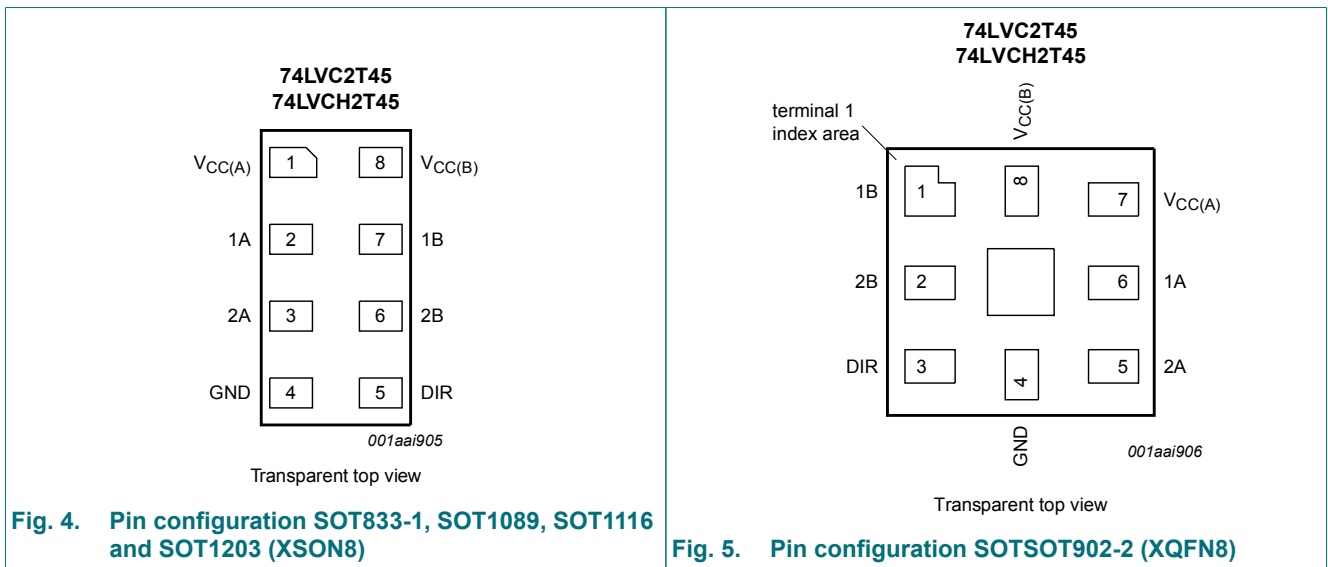 74LVC2T45
74LVCH2T45
VCC(A) 1 8 VCC(B)
1A 2 7 1B
2A 3 6 2B
GND 4 5 DIR
001aai905
Transparent top view
Fig. 4. Pin configuration SOT833-1, SOT1089, SOT1116
and SOT1203 (XSON8)
74LVC2T45
74LVCH2T45
terminal 1
index area
VCC(B)
1B 1 8 7 VCC(A)
2B 2 6 1A
DIR 3 4 5 2A
GND
001aai906
Transparent top view
Fig. 5. Pin configuration SOTSOT902-2 (XQFN8)